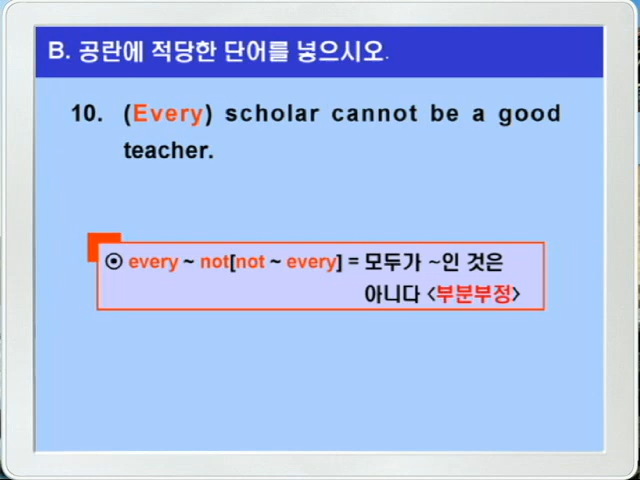 B. 공란에 적당한 단어를 넣으시오.
10. (Every) scholar cannot be a good
teacher.
⊙ every ~ not[not ~ every] = 모두가 ~인 것은
아니다 <부분부정>